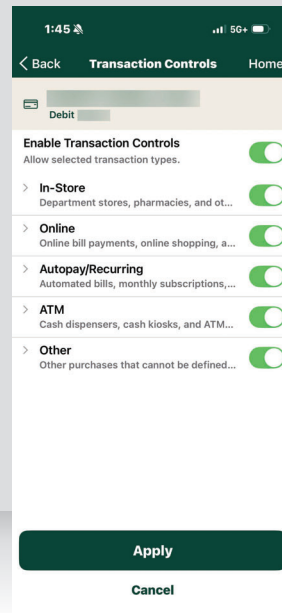 1:45 5G+
Back Transaction Controls Home
Debit
Enable Transaction Controls
Allow selected transaction types.
In-Store
Department stores, pharmacies, and ot...
Online
Online bill payments, online shopping, a...
Autopay/Recurring
Automated bills, monthly subscriptions,...
ATM
Cash dispensers, cash kiosks, and ATM...
Other
Other purchases that cannot be defined...
Apply
Cancel